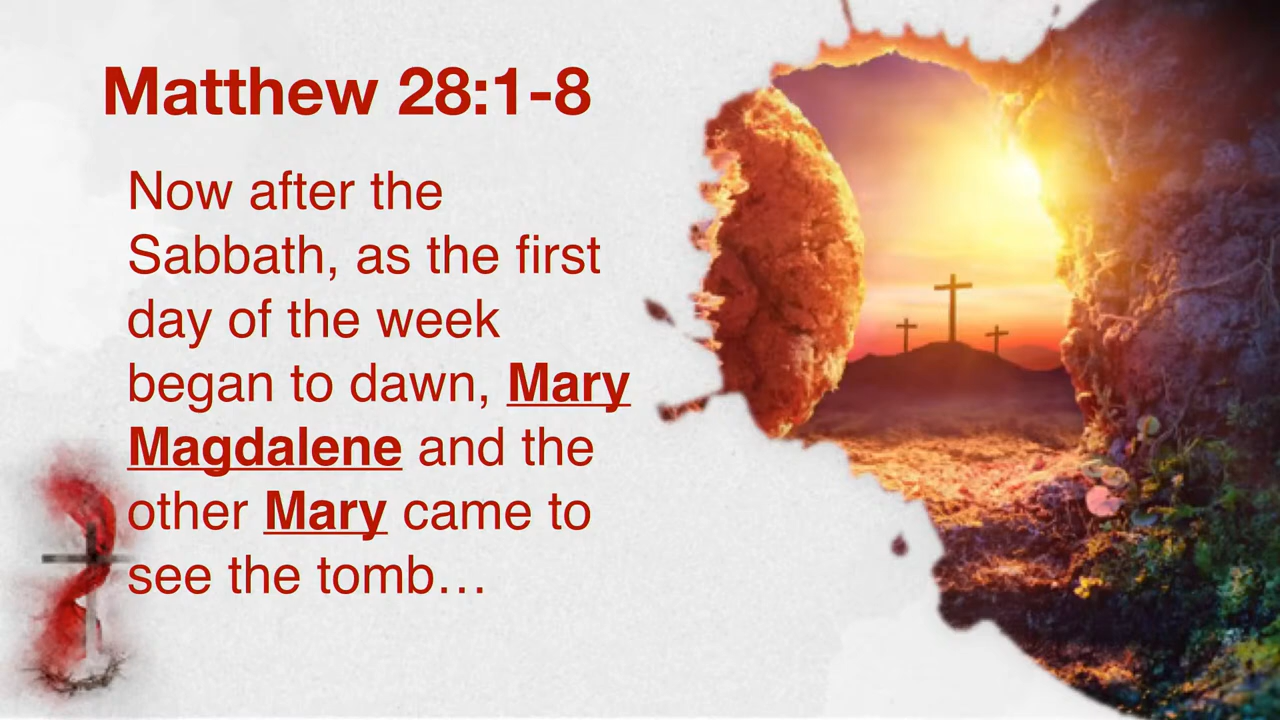 Matthew 28:1-8
Now after the
Sabbath, as the first
day of the week
began to dawn, Mary
Magdalene and the
other Mary came to
see the tomb…